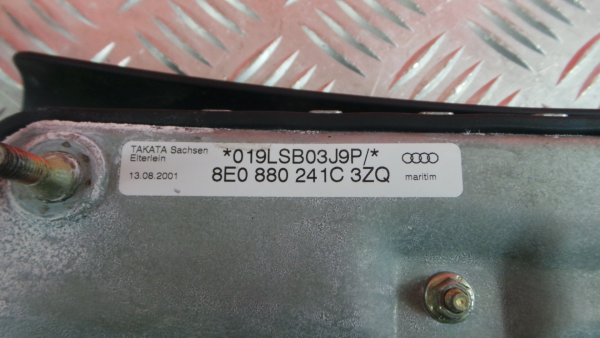 TAKATA Sachsen
Elterlein
*019LSB03J9P/*
13.08.2001
8E0 880 241C 3ZQ
maritim